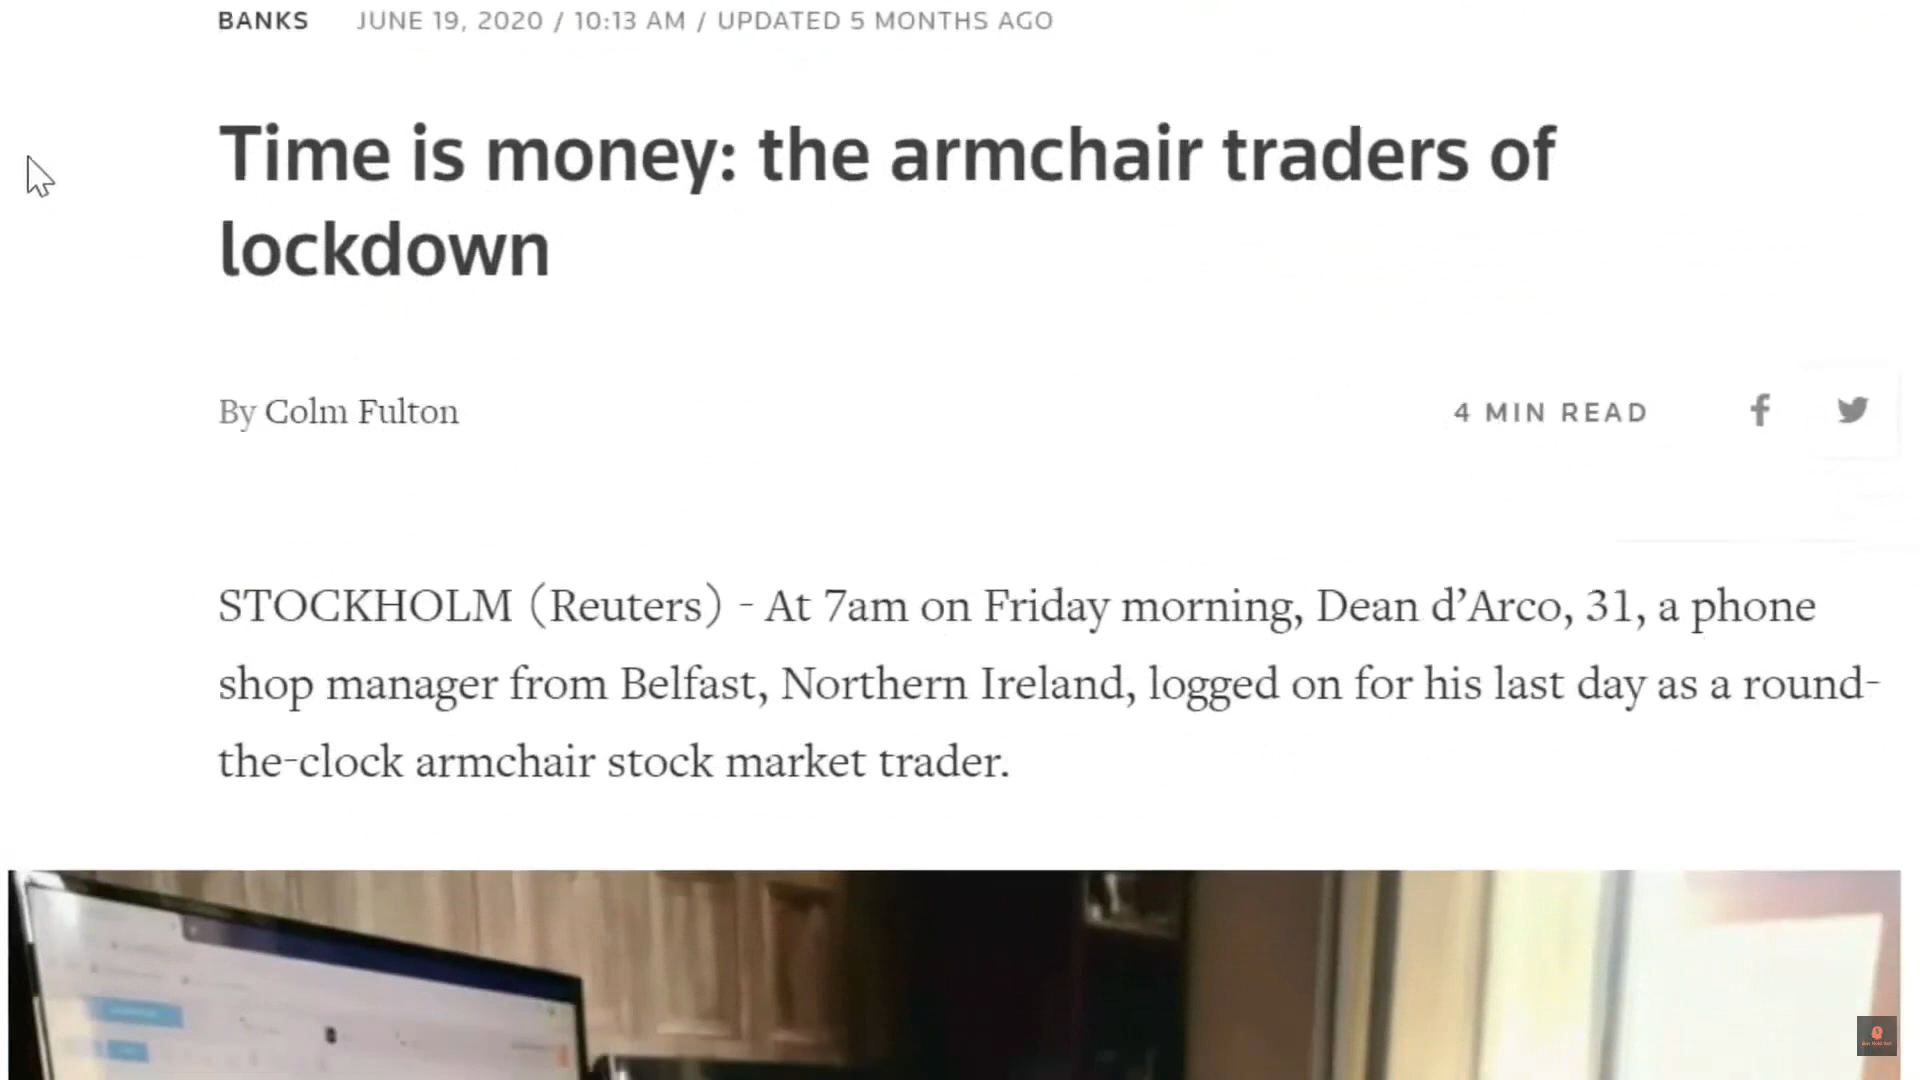 BANKS JUNE 19, 2020 / 10:13 AM / UPDATED 5 MONTHS AGO
Time is money: the armchair traders of
lockdown
By Colm Fulton 4 MIN READ
STOCKHOLM (Reuters) - At 7am on Friday morning, Dean d’Arco, 31, a phone
shop manager from Belfast, Northern Ireland, logged on for his last day as a round-
the-clock armchair stock market trader.